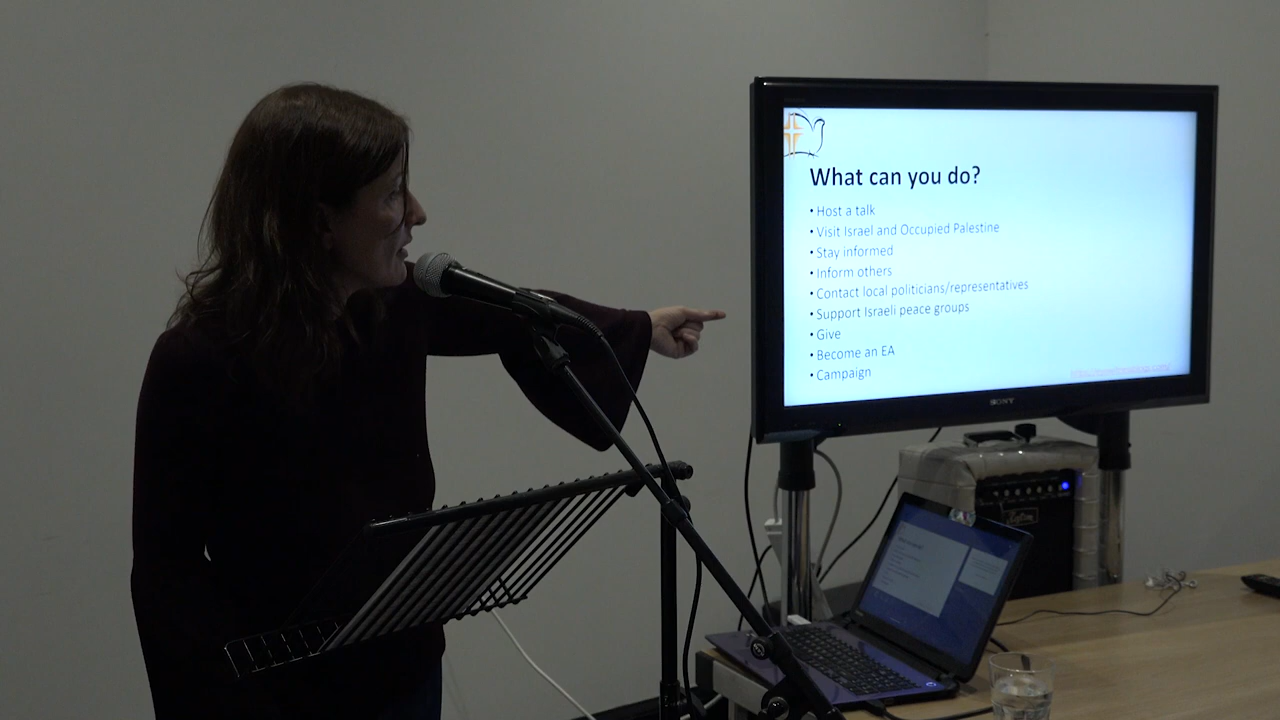 What can you do?
• Host a talk
• Visit Israel and Occupied Palestine
• Stay informed
• Inform others
• Contact local politicians/representatives
• Support Israeli peace groups
• Give
• Become an EA
• Campaign
SONY